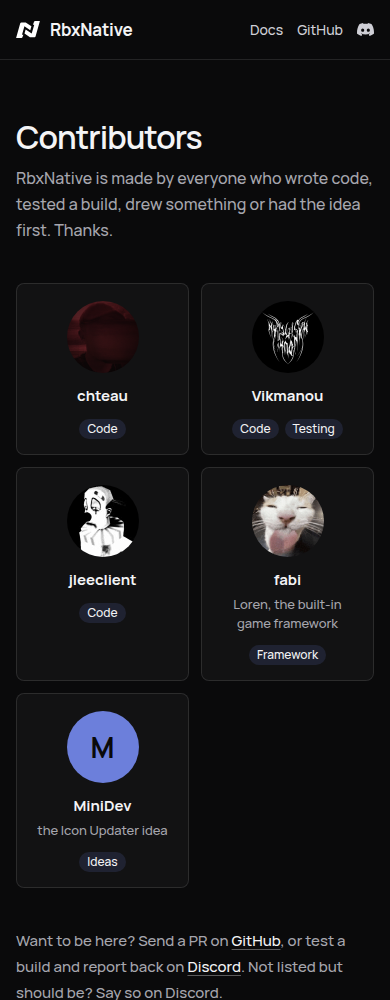 RbxNative
Docs GitHub
Contributors
RbxNative is made by everyone who wrote code,
tested a build, drew something or had the idea
first. Thanks.
chteau
Code
Vikmanou
Code Testing
jleeclient
Code
fabi
Loren, the built-in
game framework
Framework
M
MiniDev
the Icon Updater idea
Ideas
Want to be here? Send a PR on GitHub, or test a
build and report back on Discord. Not listed but
should be? Say so on Discord.